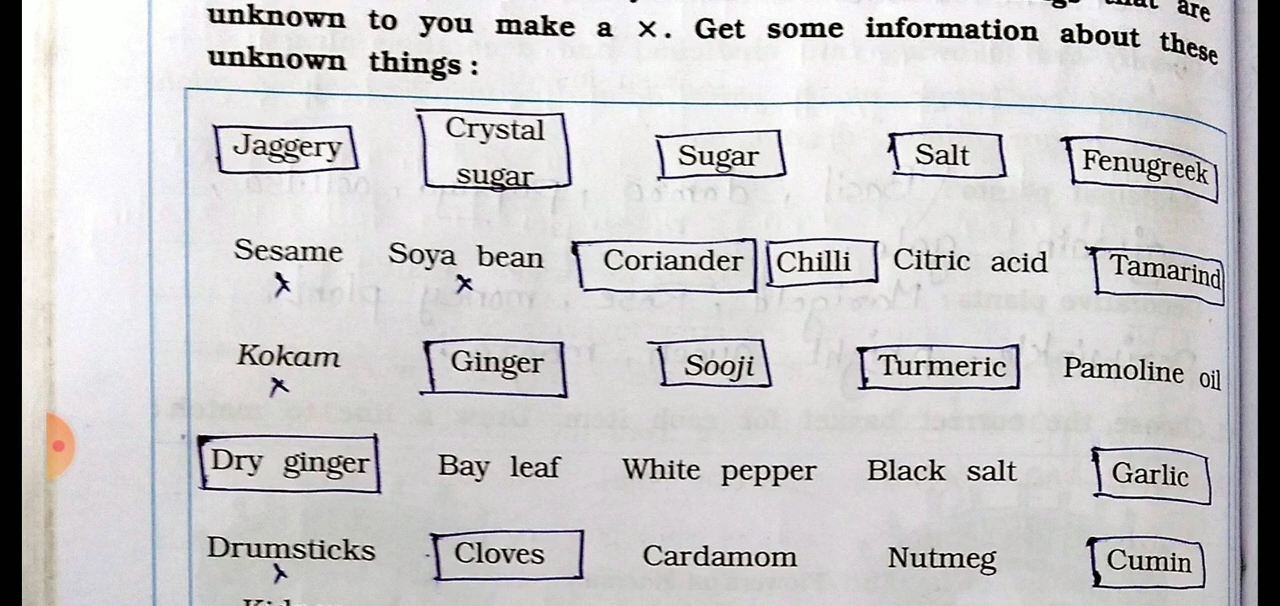 that are
unknown to you make a ×. Get some information about these
unknown things :
Jaggery Crystal sugar Sugar Salt Fenugreek
Sesame Soya bean Coriander Chilli Citric acid Tamarind
× ×
Kokam Ginger Sooji Turmeric Pamoline oil
×
Dry ginger Bay leaf White pepper Black salt Garlic
Drumsticks Cloves Cardamom Nutmeg Cumin
×